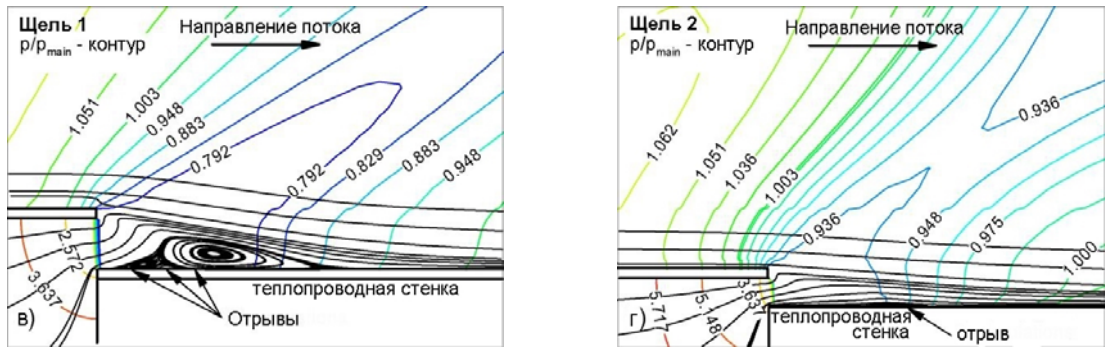 Щель 1
p/pmain - контур
Направление потока
1.051
1.003
0.948
0.883
0.792
0.792
0.829
0.883
0.948
2.572
3.637
теплопроводная стенка
в)
Отрывы
Щель 2
p/pmain - контур
Направление потока
1.062
1.051
1.036
1.003
0.936
0.936
0.948
0.975
1.000
5.717
5.148
3.63
теплопроводная
стенка
г)
отрыв